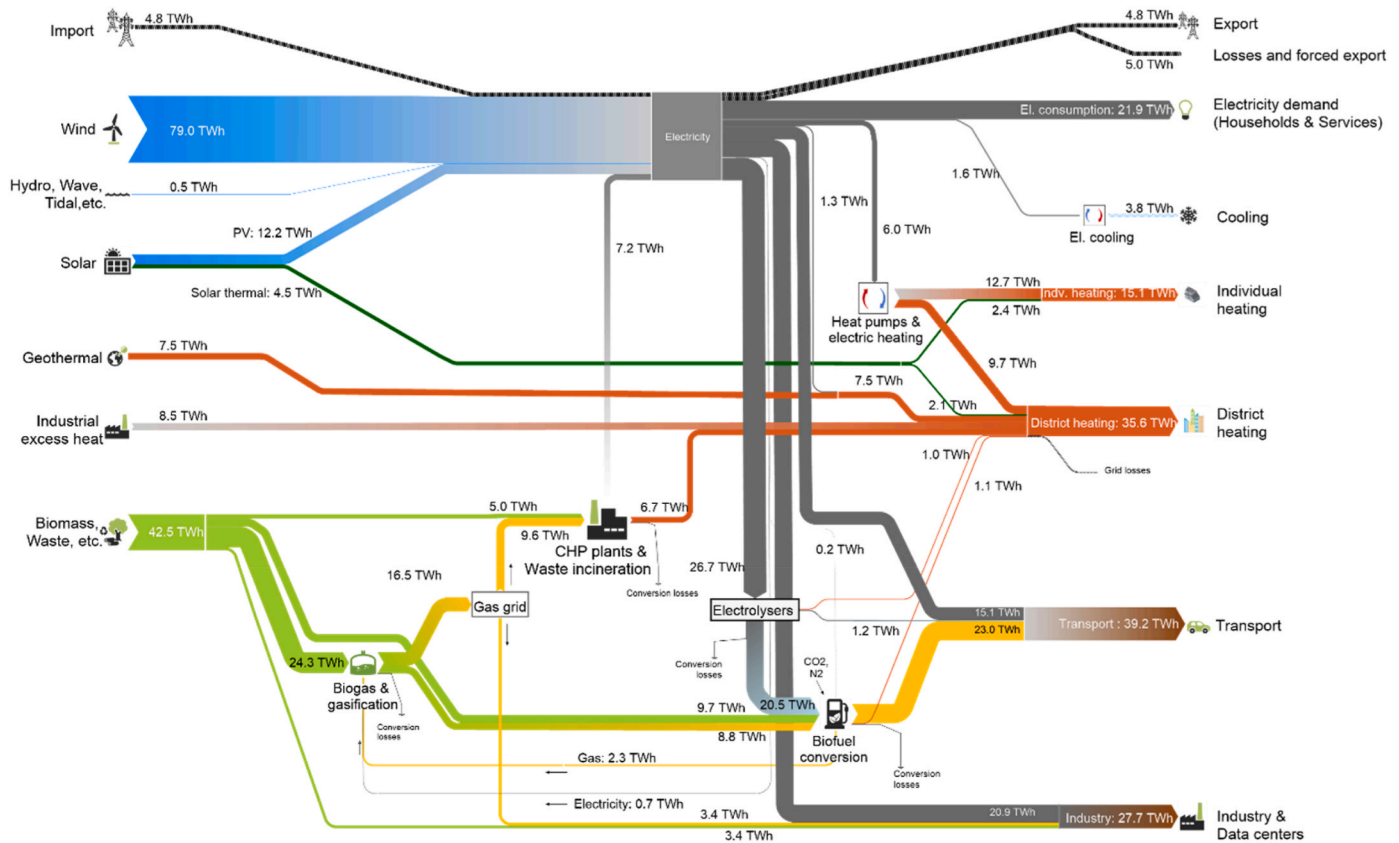 4.8 TWh
Import
4.8 TWh
Export
Losses and forced export
5.0 TWh
Wind
79.0 TWh
Electricity
El. consumption: 21.9 TWh
Electricity demand
(Households & Services)
Hydro, Wave,
Tidal,etc.
0.5 TWh
1.6 TWh
1.3 TWh
3.8 TWh
Cooling
El. cooling
PV: 12.2 TWh
7.2 TWh
6.0 TWh
Solar
Solar thermal: 4.5 TWh
12.7 TWh
Indv. heating: 15.1 TWh
2.4 TWh
Individual
heating
Heat pumps &
electric heating
Geothermal
7.5 TWh
9.7 TWh
7.5 TWh
2.1 TWh
Industrial
excess heat
8.5 TWh
District heating: 35.6 TWh
District
heating
1.0 TWh
Grid losses
1.1 TWh
Biomass,
Waste, etc.
42.5 TWh
5.0 TWh
9.6 TWh
6.7 TWh
CHP plants &
Waste incineration
0.2 TWh
16.5 TWh
26.7 TWh
Conversion losses
Gas grid
Electrolysers
15.1 TWh
1.2 TWh
23.0 TWh
Transport : 39.2 TWh
Transport
24.3 TWh
Conversion
losses
CO2,
N2
Biogas &
gasification
Conversion
losses
9.7 TWh
20.5 TWh
8.8 TWh
Biofuel
conversion
Gas: 2.3 TWh
Conversion
losses
Electricity: 0.7 TWh
3.4 TWh
3.4 TWh
20.9 TWh
Industry: 27.7 TWh
Industry &
Data centers